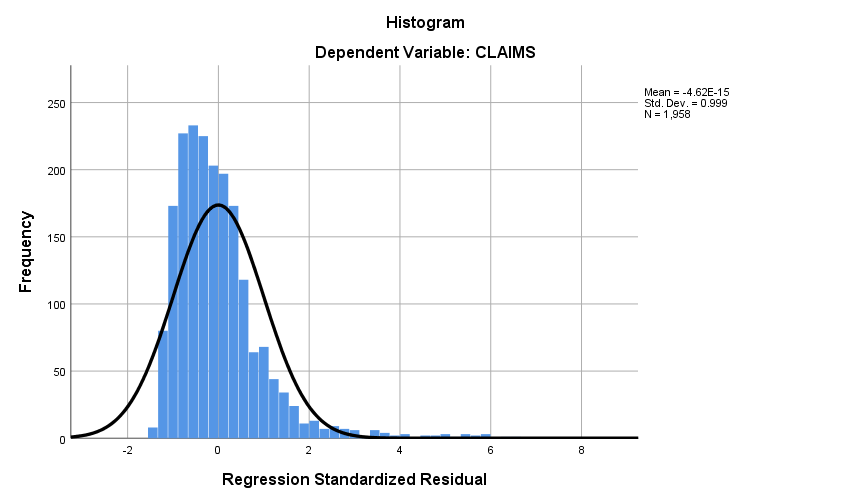 Histogram
Dependent Variable: CLAIMS
Mean = -4.62E-15
Std. Dev. = 0.999
N = 1,958
250
200
150
100
50
0
Frequency
-2 0 2 4 6 8
Regression Standardized Residual